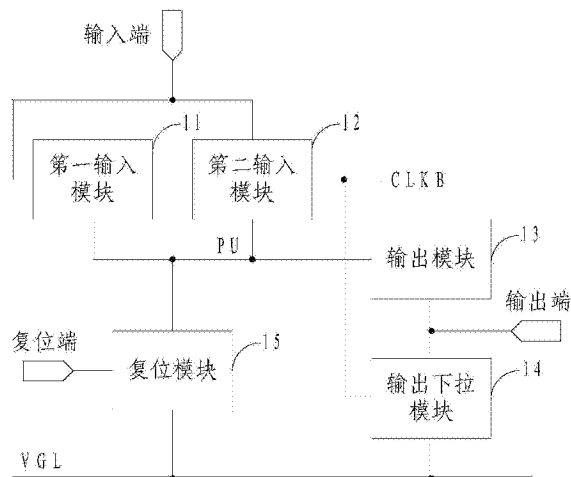 输入端
11
12
第一输入
模块
第二输入
模块
CLKB
PU
13
输出模块
输出端
复位端
15
复位模块
14
输出下拉
模块
VGL